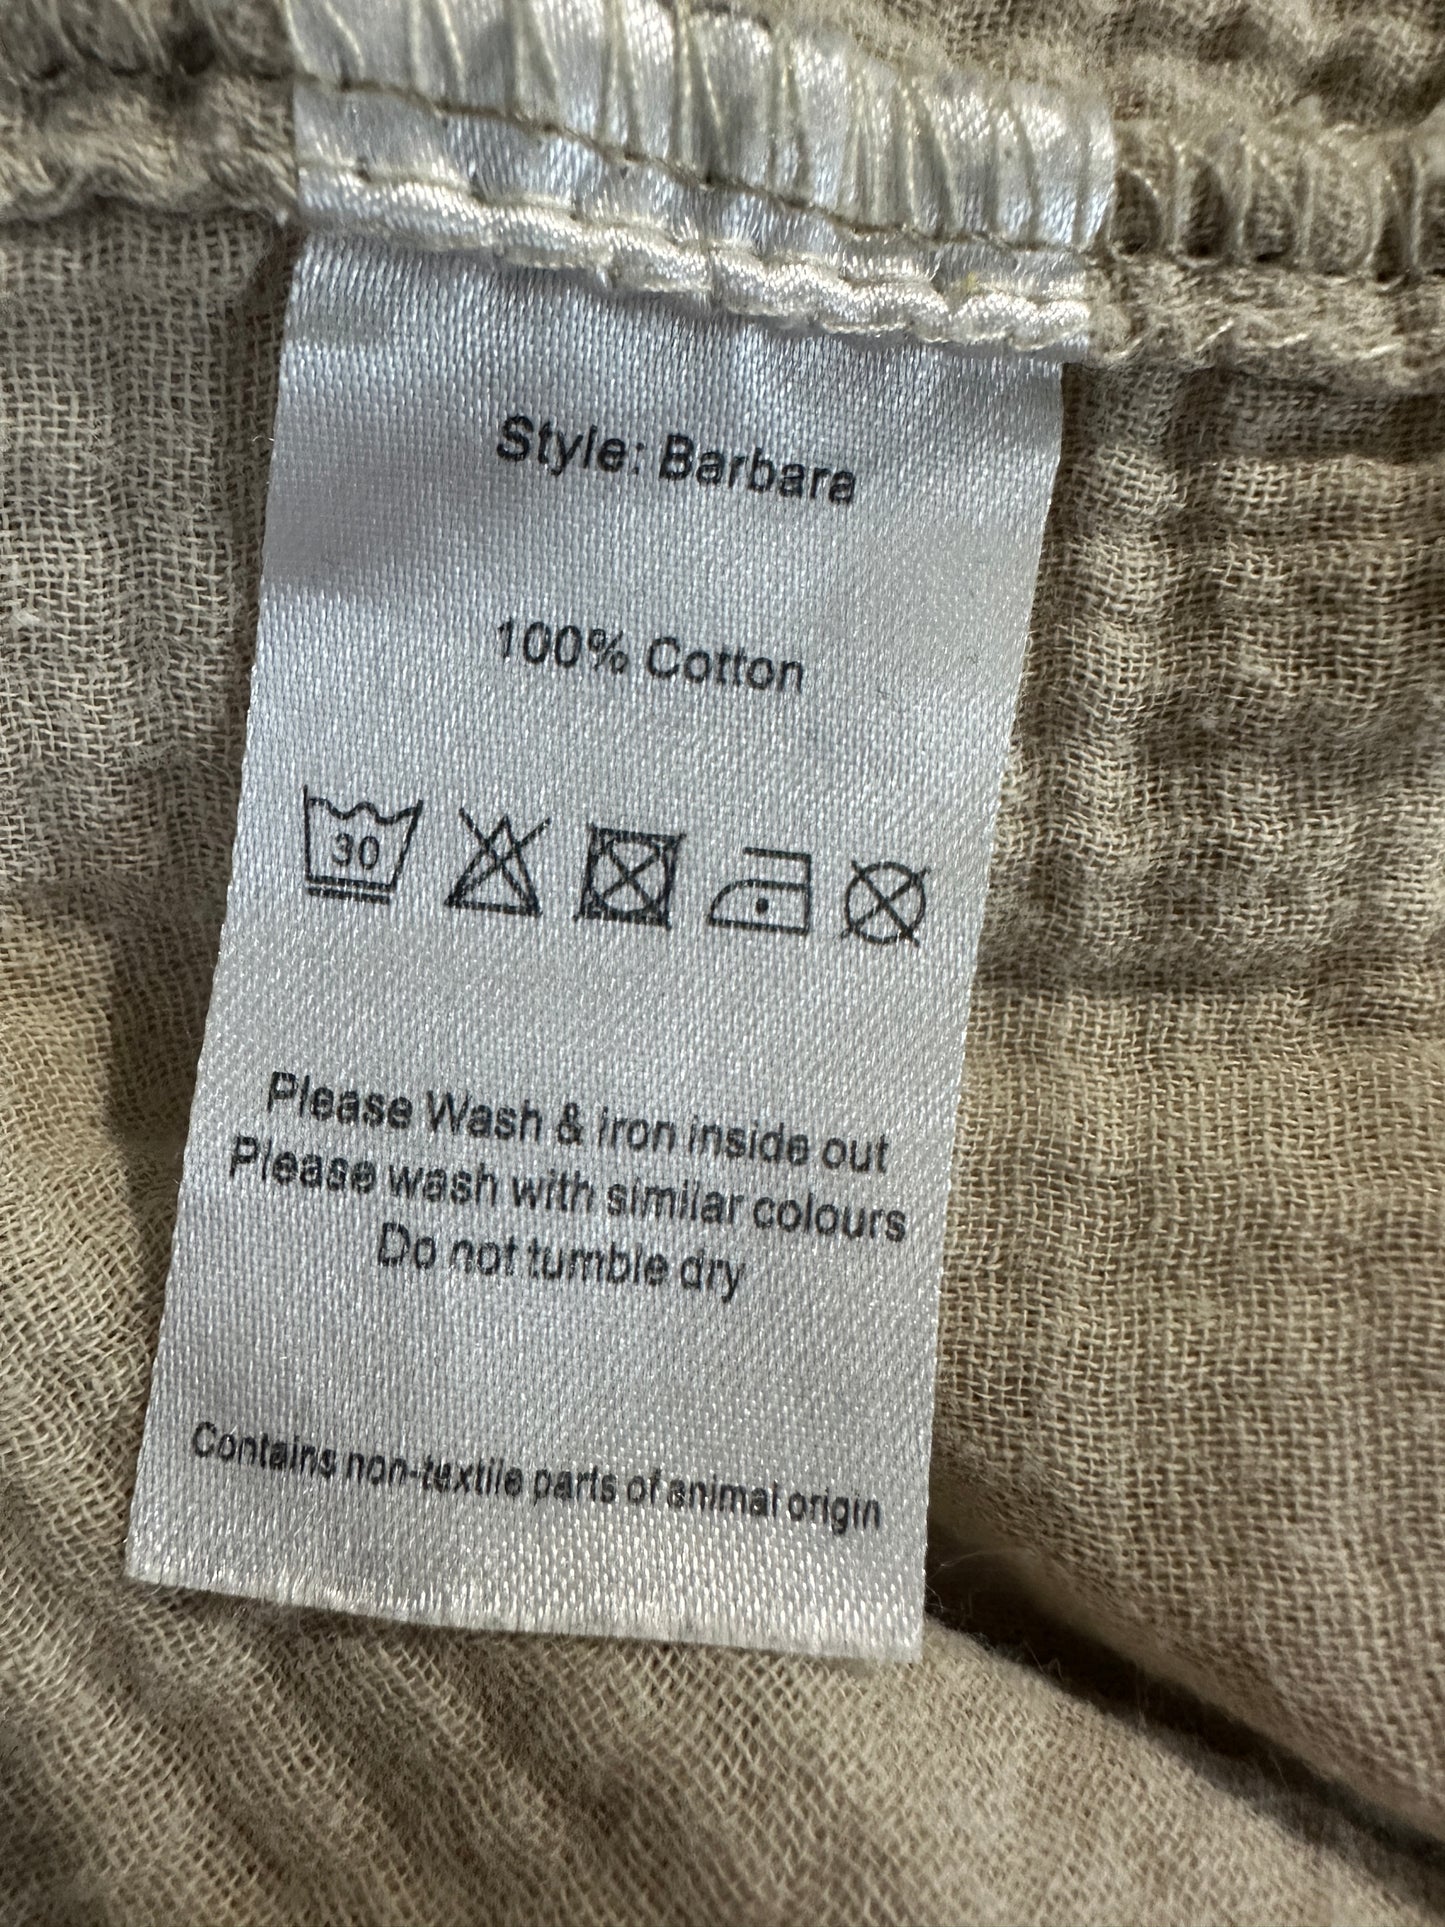 Style: Barbara
100% Cotton
30
Please Wash & iron inside out
Please wash with similar colours
Do not tumble dry
Contains non-textile parts of animal origin